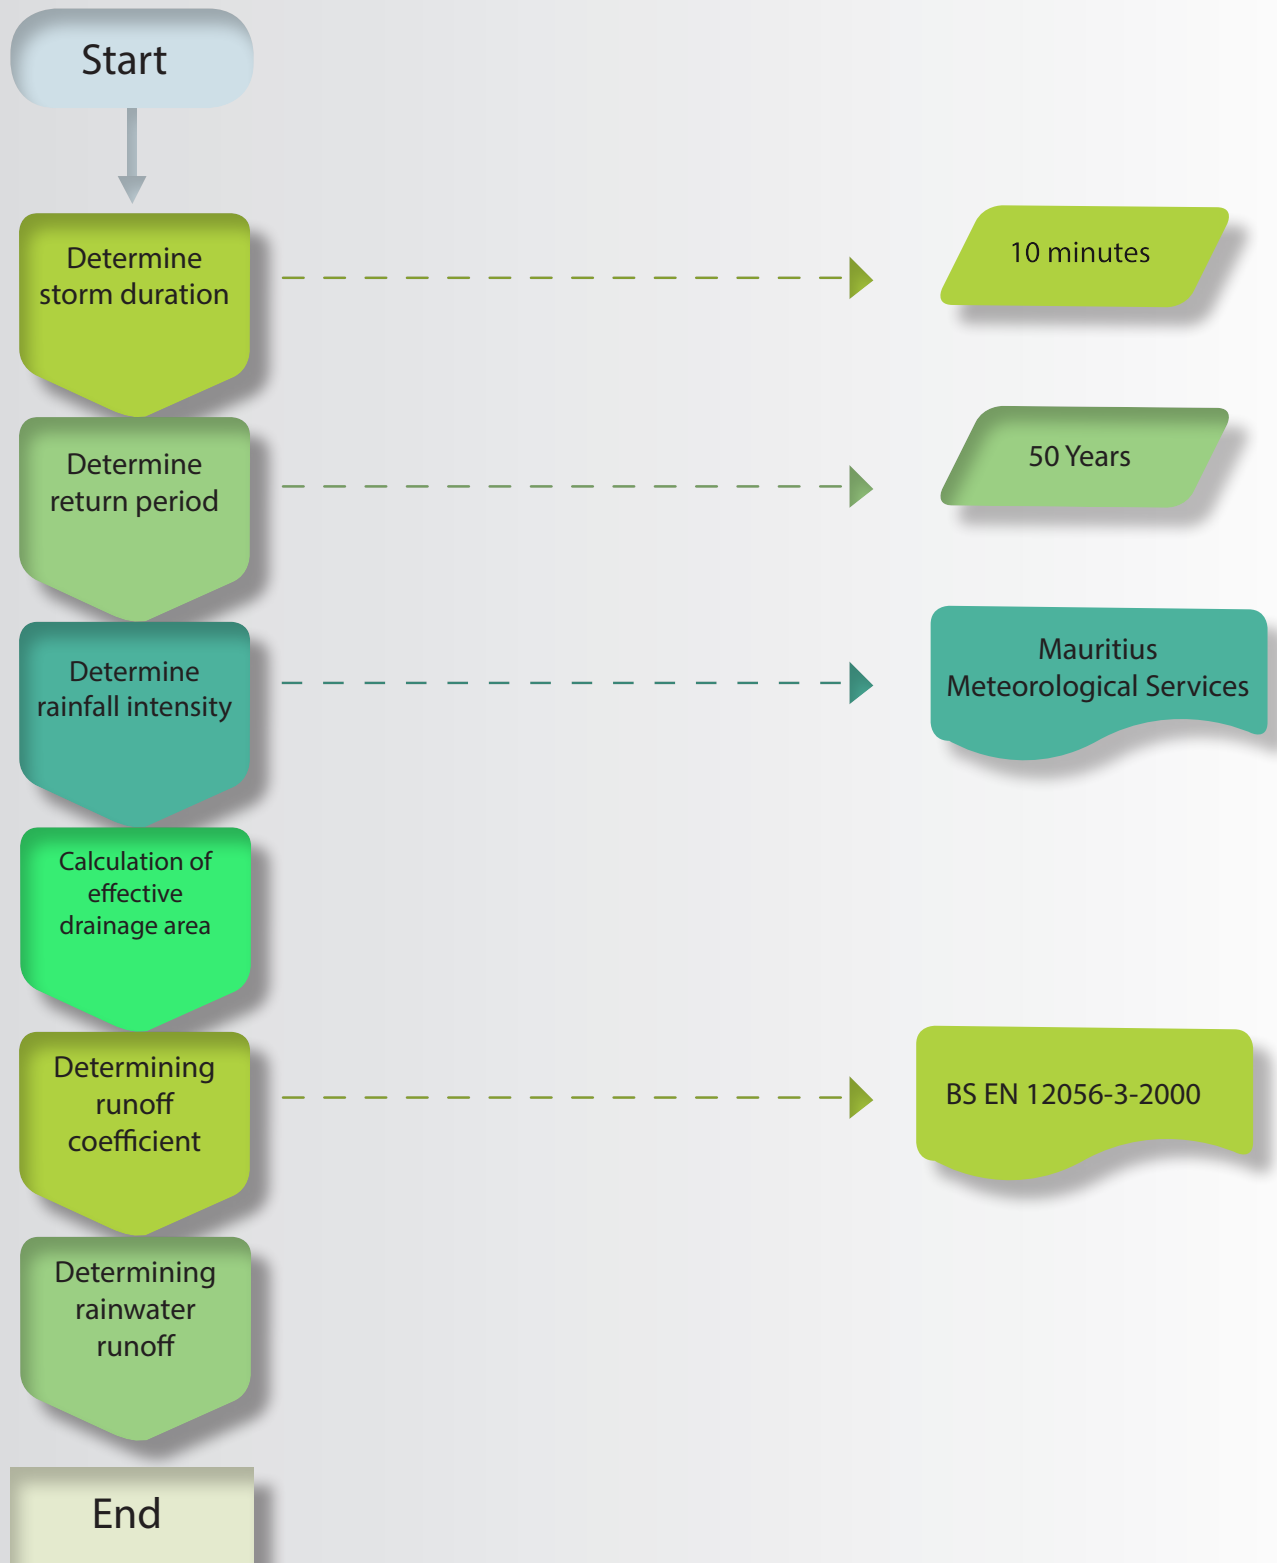 Start
Determine
storm duration
10 minutes
Determine
return period
50 Years
Determine
rainfall intensity
Mauritius
Meteorological Services
Calculation of
effective
drainage area
Determining
runoff
coefficient
BS EN 12056-3-2000
Determining
rainwater
runoff
End